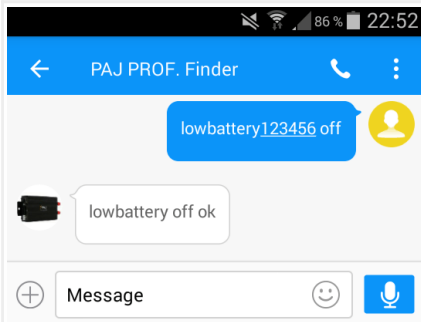 86 % 22:52
PAJ PROF. Finder
lowbattery123456 off
lowbattery off ok
Message